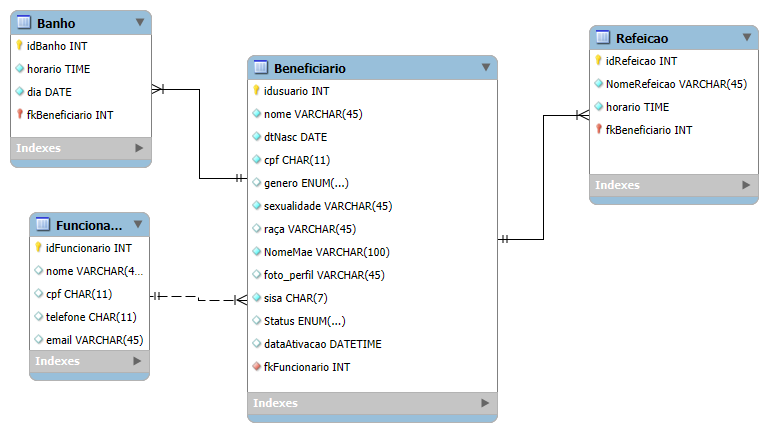 Banho
idBanho INT
horario TIME
dia DATE
fkBeneficiario INT
Indexes
Funciona...
idFuncionario INT
nome VARCHAR(4...
cpf CHAR(11)
telefone CHAR(11)
email VARCHAR(45)
Indexes
Beneficiario
idusuario INT
nome VARCHAR(45)
dtNasc DATE
cpf CHAR(11)
genero ENUM(...)
sexualidade VARCHAR(45)
raça VARCHAR(45)
NomeMae VARCHAR(100)
foto_perfil VARCHAR(45)
sisa CHAR(7)
Status ENUM(...)
dataAtivacao DATETIME
fkFuncionario INT
Indexes
Refeicao
idRefeicao INT
NomeRefeicao VARCHAR(45)
horario TIME
fkBeneficiario INT
Indexes